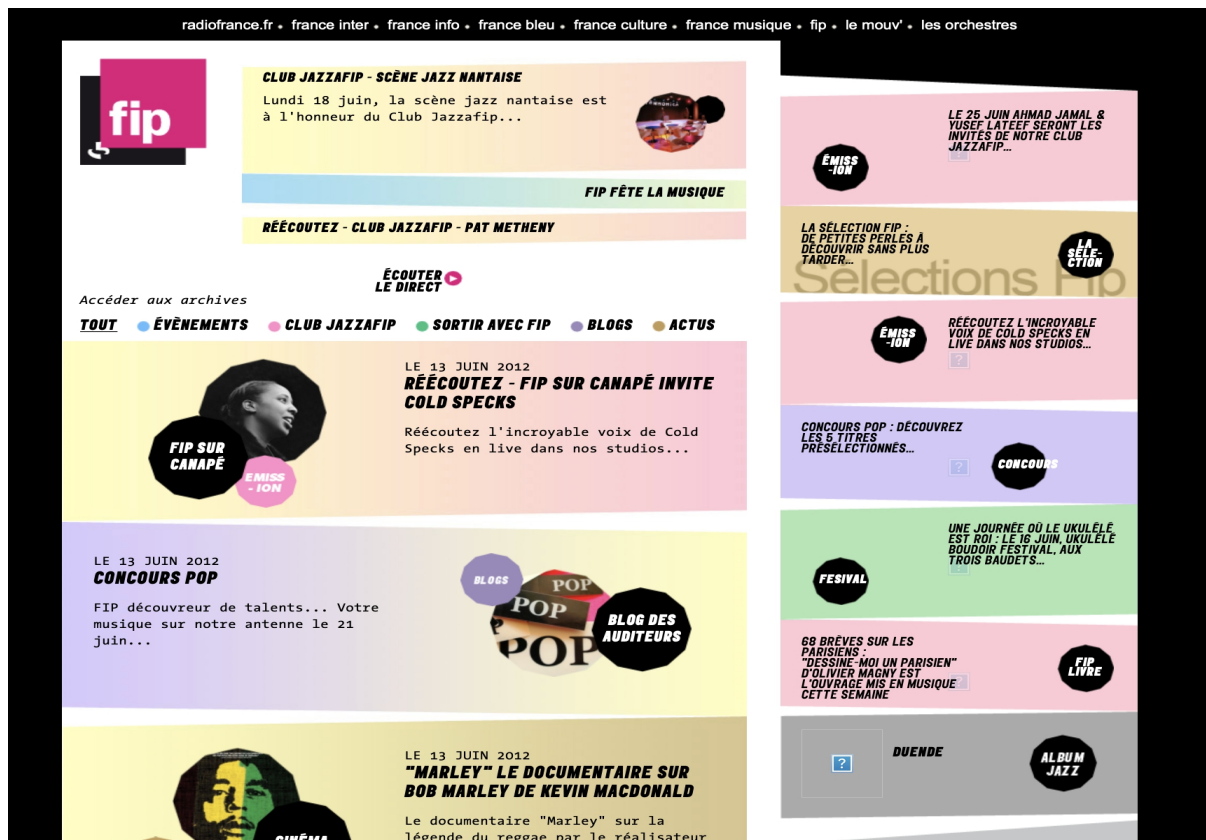 radiofrance.fr • france inter • france info • france bleu • france culture • france musique • fip • le mouv' • les orchestres
fip
CLUB JAZZAFIP - SCÈNE JAZZ NANTAISE
Lundi 18 juin, la scène jazz nantaise est
à l'honneur du Club Jazzafip...
FIP FÊTE LA MUSIQUE
RÉÉCOUTEZ - CLUB JAZZAFIP - PAT METHENY
ÉCOUTER
LE DIRECT
Accéder aux archives
TOUT ÉVÈNEMENTS CLUB JAZZAFIP SORTIR AVEC FIP BLOGS ACTUS
LE 13 JUIN 2012
RÉÉCOUTEZ - FIP SUR CANAPÉ INVITE
COLD SPECKS
Réécoutez l'incroyable voix de Cold
Specks en live dans nos studios...
FIP SUR
CANAPÉ
EMISS
- ION
LE 13 JUIN 2012
CONCOURS POP
FIP découvreur de talents... Votre
musique sur notre antenne le 21
juin...
BLOGS
POP
POP
POP
BLOG DES
AUDITEURS
LE 13 JUIN 2012
"MARLEY" LE DOCUMENTAIRE SUR
BOB MARLEY DE KEVIN MACDONALD
Le documentaire "Marley" sur la
légende du reggae par le réalisateur
CINÉMA
LE 25 JUIN AHMAD JAMAL &
YUSEF LATEEF SERONT LES
INVITÉS DE NOTRE CLUB
JAZZAFIP...
ÉMISS
-ION
LA SÉLECTION FIP :
DE PETITES PERLES À
DÉCOUVRIR SANS PLUS
TARDER...
LA
SÉLE-
CTION
Sélections Fip
ÉMISS
-ION
RÉÉCOUTEZ L'INCROYABLE
VOIX DE COLD SPECKS EN
LIVE DANS NOS STUDIOS...
CONCOURS POP : DÉCOUVREZ
LES 5 TITRES
PRÉSÉLECTIONNÉS...
CONCOURS
UNE JOURNÉE OÙ LE UKULÉLÉ
EST ROI : LE 16 JUIN, UKULÉLÉ
BOUDOIR FESTIVAL, AUX
TROIS BAUDETS...
FESIVAL
68 BRÈVES SUR LES
PARISIENS :
"DESSINE-MOI UN PARISIEN"
D'OLIVIER MAGNY EST
L'OUVRAGE MIS EN MUSIQUE
CETTE SEMAINE
FIP
LIVRE
DUENDE
ALBUM
JAZZ